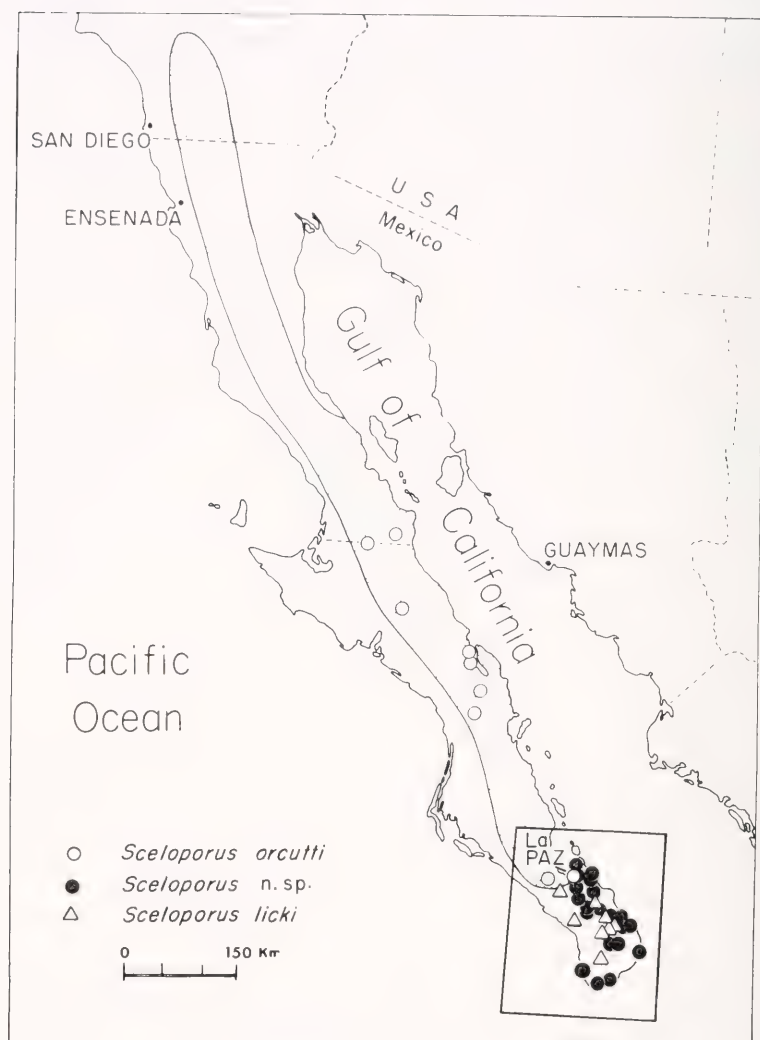 SAN DIEGO
ENSENADA
USA
Mexico
Gulf of California
GUAYMAS
Pacific
Ocean
La
PAZ
Sceloporus orcutti
Sceloporus n.sp.
Sceloporus licki
0 150 Km